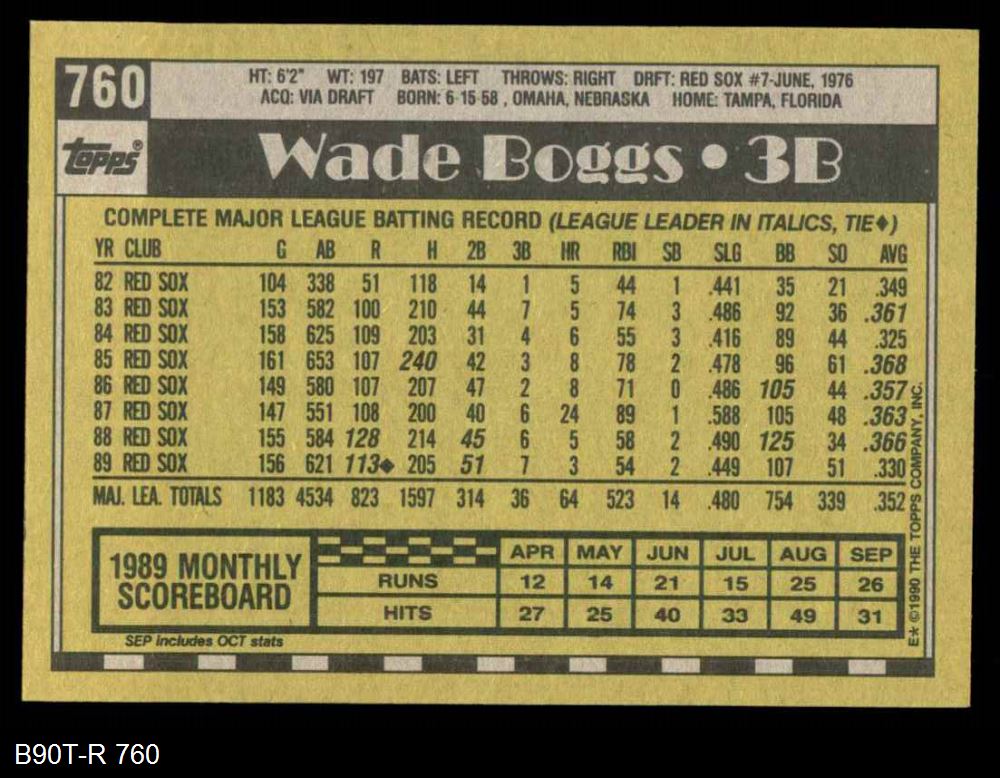 760
HT: 6'2" WT: 197 BATS: LEFT THROWS: RIGHT DRFT: RED SOX #7-JUNE, 1976
ACQ: VIA DRAFT BORN: 6-15-58 , OMAHA, NEBRASKA HOME: TAMPA, FLORIDA
Topps®
Wade Boggs • 3B
COMPLETE MAJOR LEAGUE BATTING RECORD (LEAGUE LEADER IN ITALICS, TIE♦)
YR CLUB G AB R H 2B 3B HR RBI SB SLG BB SO AVG
82 RED SOX 104 338 51 118 14 1 5 44 1 .441 35 21 .349
83 RED SOX 153 582 100 210 44 7 5 74 3 .486 92 36 .361
84 RED SOX 158 625 109 203 31 4 6 55 3 .416 89 44 .325
85 RED SOX 161 653 107 240 42 3 8 78 2 .478 96 61 .368
86 RED SOX 149 580 107 207 47 2 8 71 0 .486 105 44 .357
87 RED SOX 147 551 108 200 40 6 24 89 1 .588 105 48 .363
88 RED SOX 155 584 128 214 45 6 5 58 2 .490 125 34 .366
89 RED SOX 156 621 113♦ 205 51 7 3 54 2 .449 107 51 .330
MAJ. LEA. TOTALS 1183 4534 823 1597 314 36 64 523 14 .480 754 339 .352
1989 MONTHLY
SCOREBOARD
APR MAY JUN JUL AUG SEP
RUNS 12 14 21 15 25 26
HITS 27 25 40 33 49 31
SEP includes OCT stats
E* ©1990 THE TOPPS COMPANY, INC.
B90T-R 760